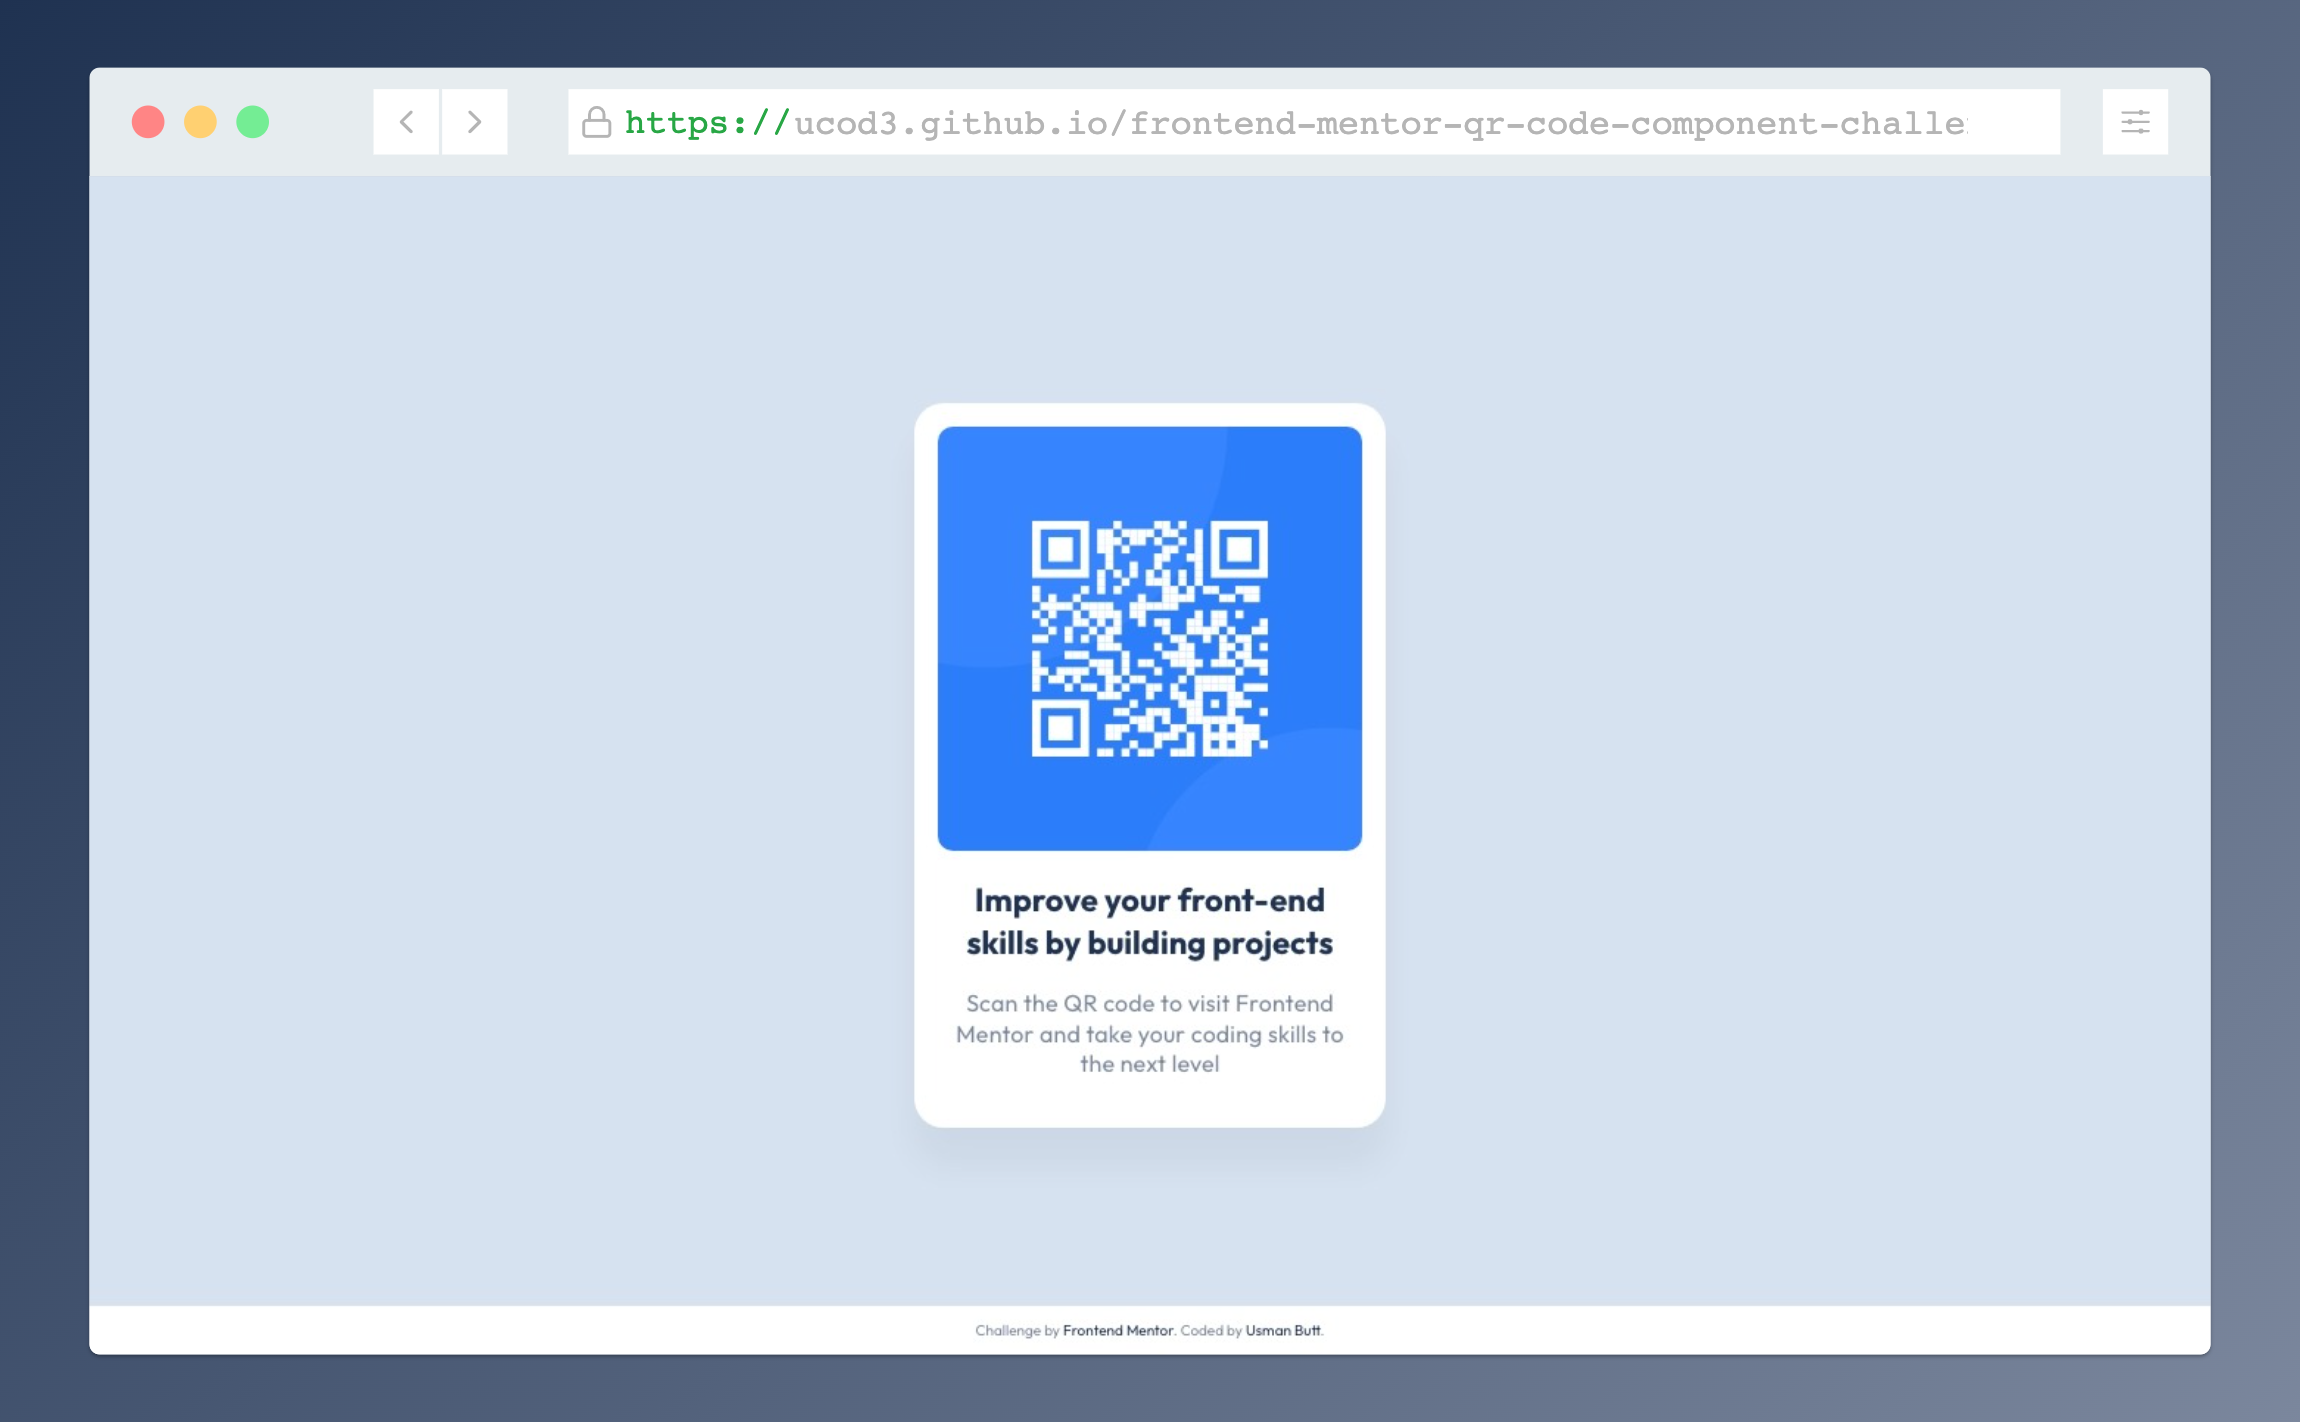 https://ucod3.github.io/frontend-mentor-qr-code-component-challe
Improve your front-end
skills by building projects
Scan the QR code to visit Frontend
Mentor and take your coding skills to
the next level
Challenge by Frontend Mentor. Coded by Usman Butt.